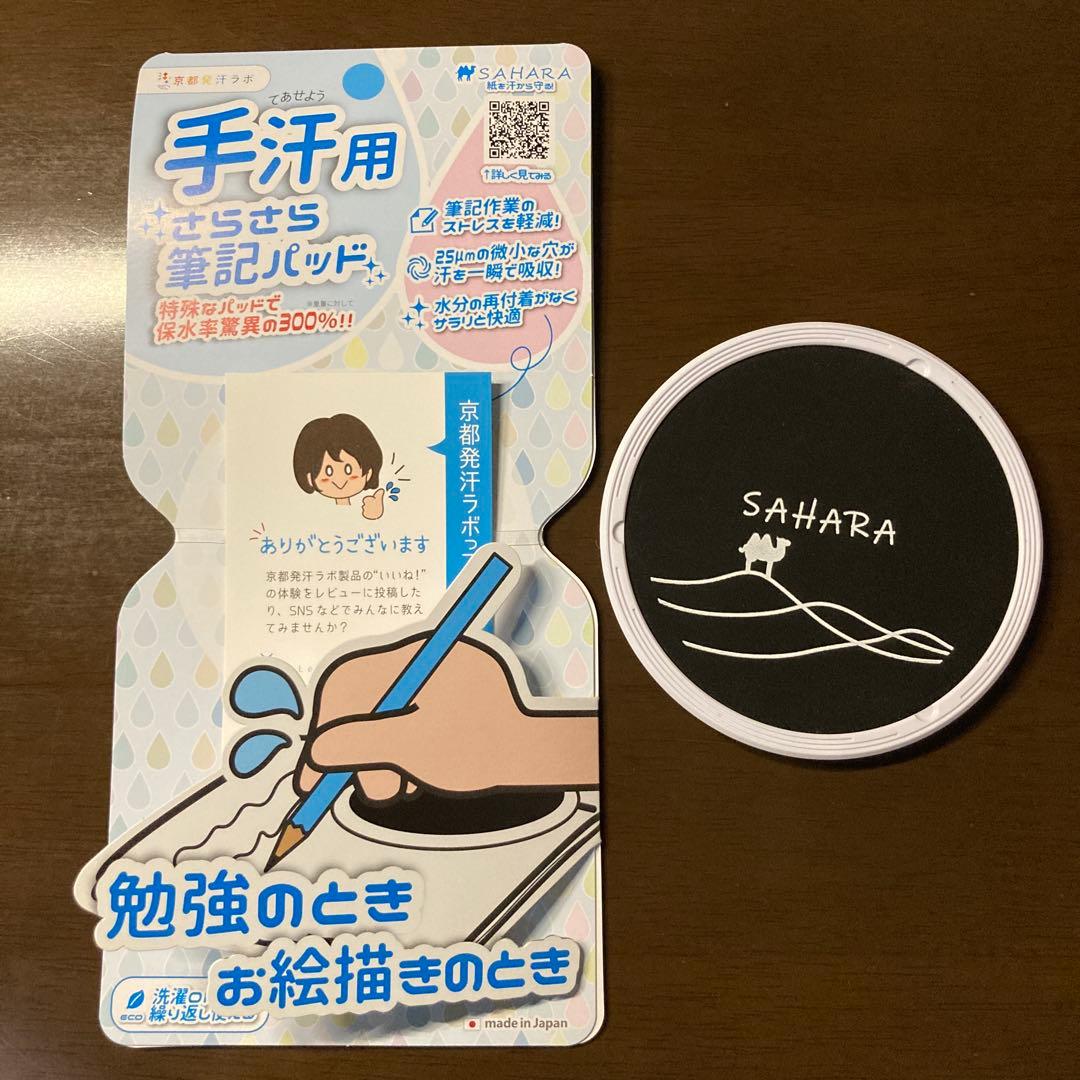 京都発汗ラボ
SAHARA
紙を汗から守る!
↑詳しく見てみる
てあせよう
手汗用
さらさら
筆記パッド
特殊なパッドで
※重量に対して
保水率驚異の300%!!
筆記作業の
ストレスを軽減!
25μmの微小な穴が
汗を一瞬で吸収!
水分の再付着がなく
サラリと快適
京都発汗ラボっ
ありがとうございます
京都発汗ラボ製品の“いいね!”
の体験をレビューに投稿した
り、SNSなどでみんなに教え
てみませんか?
勉強のとき
お絵描きのとき
eco
洗濯
繰り返し
made in Japan
SAHARA